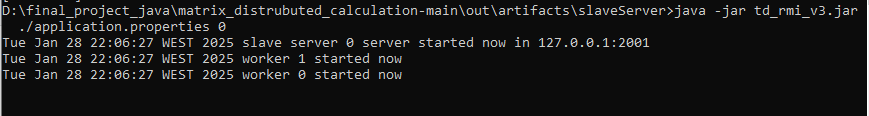 D:\final_project_java\matrix_distrubuted_calculation-main\out\artifacts\slaveServer>java -jar td_rmi_v3.jar
./application.properties 0
Tue Jan 28 22:06:27 WEST 2025 slave server 0 server started now in 127.0.0.1:2001
Tue Jan 28 22:06:27 WEST 2025 worker 1 started now
Tue Jan 28 22:06:27 WEST 2025 worker 0 started now